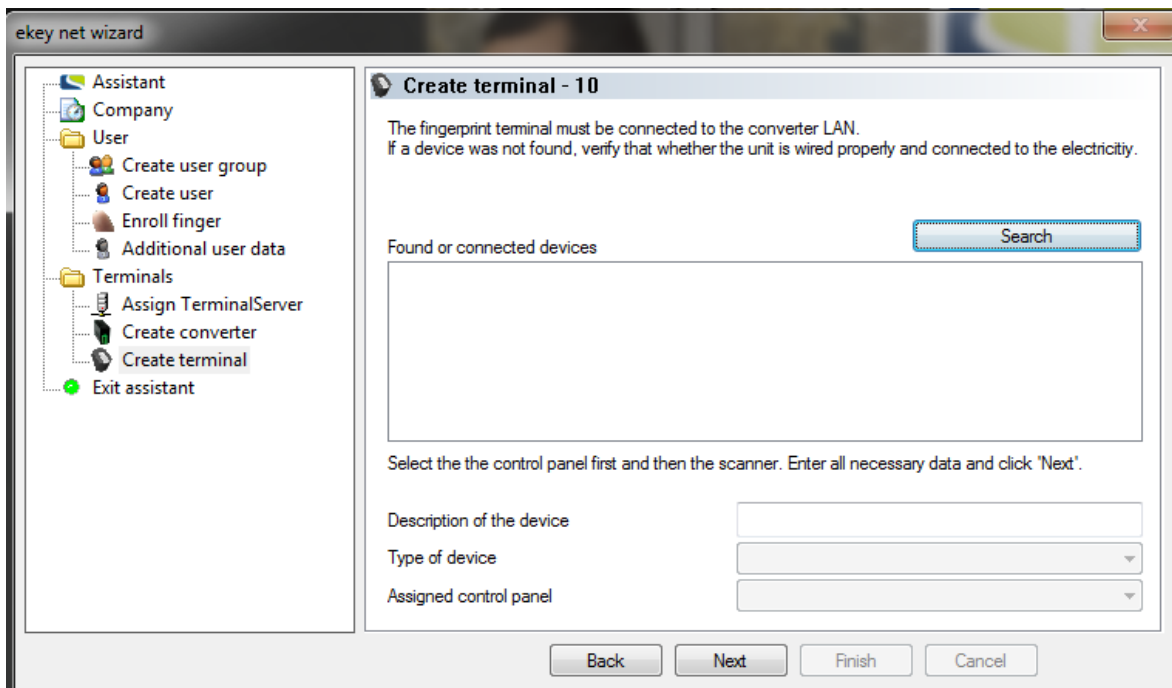 ekey net wizard
Assistant
Company
User
Create user group
Create user
Enroll finger
Additional user data
Terminals
Assign TerminalServer
Create converter
Create terminal
Exit assistant
Create terminal - 10
The fingerprint terminal must be connected to the converter LAN.
If a device was not found, verify that whether the unit is wired properly and connected to the electricitiy.
Search
Found or connected devices
Select the the control panel first and then the scanner. Enter all necessary data and click "Next".
Description of the device
Type of device
Assigned control panel
Back
Next
Finish
Cancel